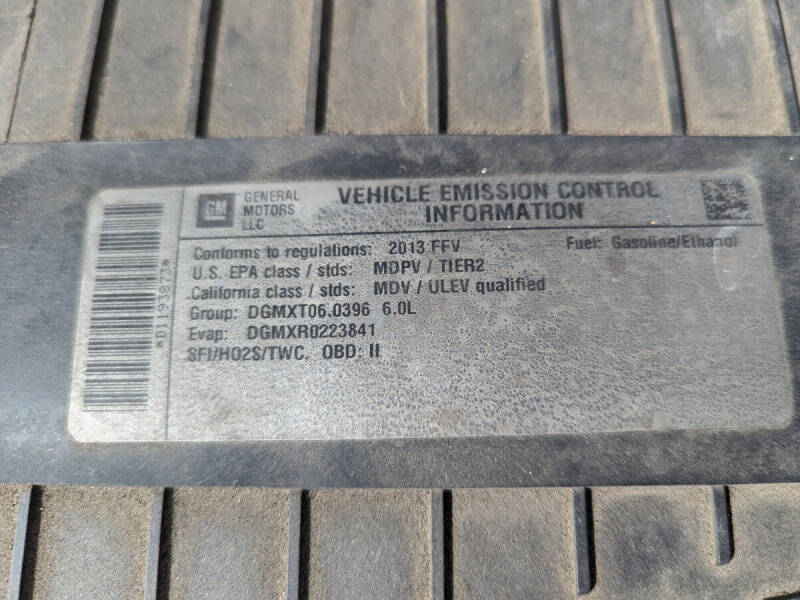 GM
GENERAL MOTORS LLC
VEHICLE EMISSION CONTROL
INFORMATION
Conforms to regulations: 2013 FFV Fuel: Gasoline/Ethanol
U.S. EPA class / stds: MDPV / TIER2
California class / stds: MDV / ULEV qualified
Group: DGMXT06.0396 6.0L
Evap: DGMXR0223841
SFI/HO2S/TWC. OBD: II
*01193873*